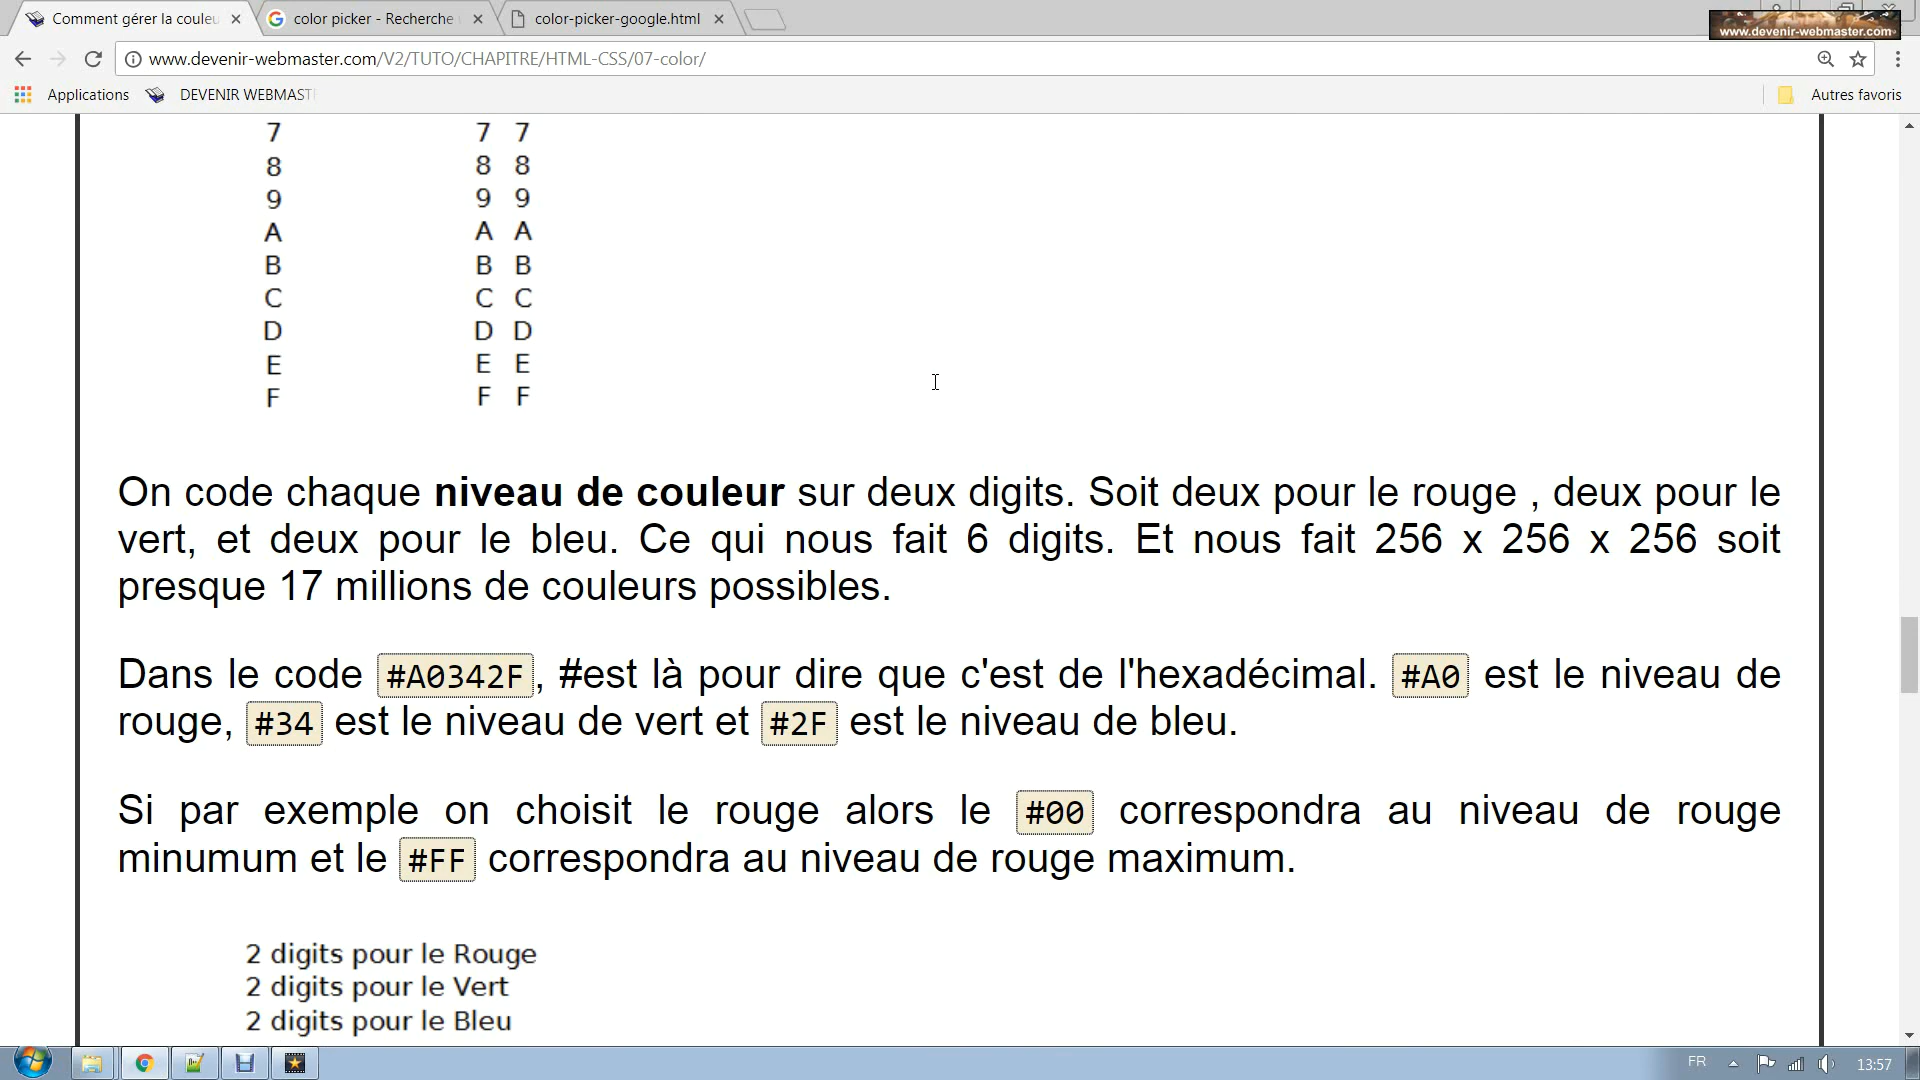 Comment gérer la couleu
color picker - Recherche
color-picker-google.html
www.devenir-webmaster.com
www.devenir-webmaster.com/V2/TUTO/CHAPITRE/HTML-CSS/07-color/
Applications
DEVENIR WEBMAST
Autres favoris
7 7 7
8 8 8
9 9 9
A A A
B B B
C C C
D D D
E E E
F F F
On code chaque niveau de couleur sur deux digits. Soit deux pour le rouge , deux pour le
vert, et deux pour le bleu. Ce qui nous fait 6 digits. Et nous fait 256 x 256 x 256 soit
presque 17 millions de couleurs possibles.
Dans le code #A0342F, #est là pour dire que c'est de l'hexadécimal. #A0 est le niveau de
rouge, #34 est le niveau de vert et #2F est le niveau de bleu.
Si par exemple on choisit le rouge alors le #00 correspondra au niveau de rouge
minumum et le #FF correspondra au niveau de rouge maximum.
2 digits pour le Rouge
2 digits pour le Vert
2 digits pour le Bleu
FR
13:57